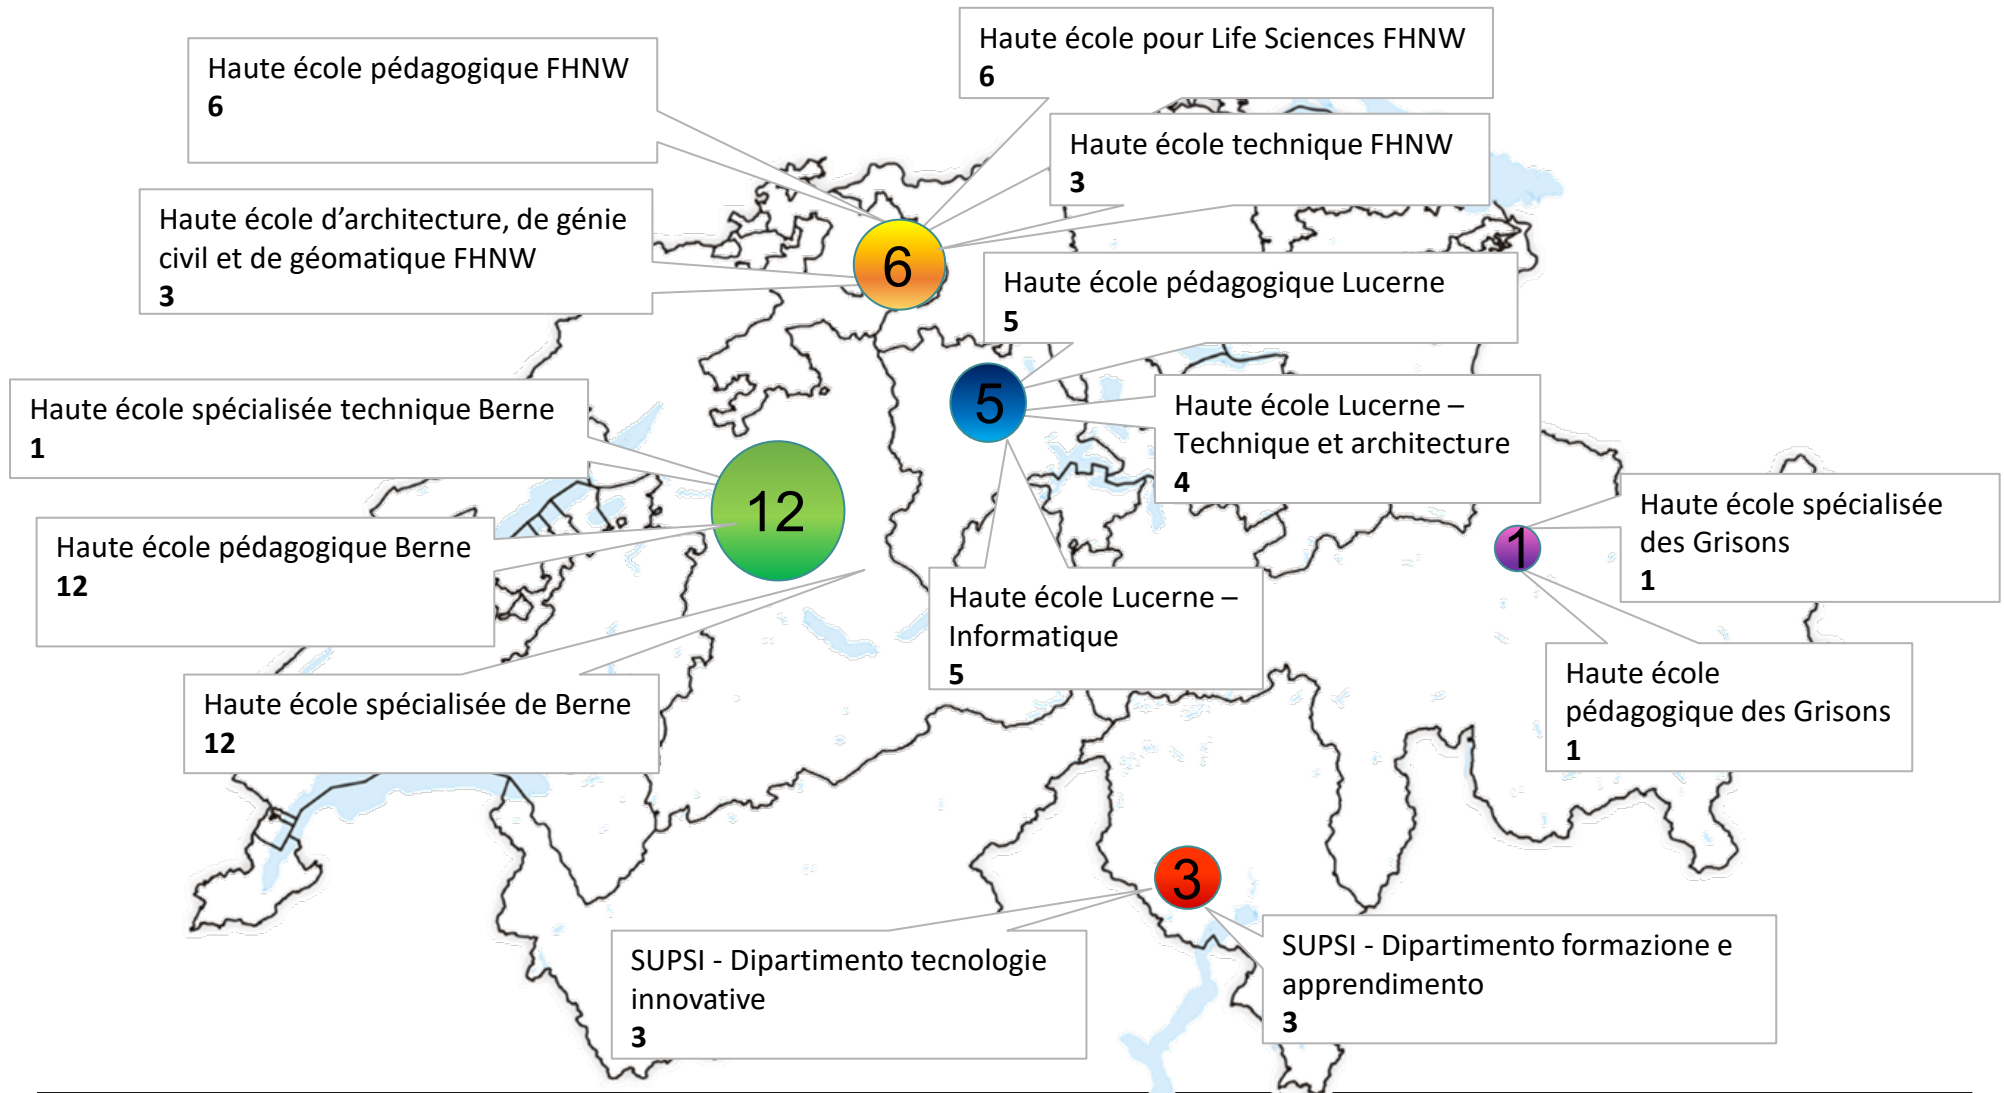 Haute école pédagogique FHNW
6
Haute école pour Life Sciences FHNW
6
Haute école technique FHNW
3
Haute école d’architecture, de génie
civil et de géomatique FHNW
3
6
Haute école pédagogique Lucerne
5
Haute école spécialisée technique Berne
1
5
Haute école Lucerne –
Technique et architecture
4
12
Haute école spécialisée
des Grisons
1
1
Haute école pédagogique Berne
12
Haute école Lucerne –
Informatique
5
Haute école
pédagogique des Grisons
1
Haute école spécialisée de Berne
12
3
SUPSI - Dipartimento tecnologie
innovative
3
SUPSI - Dipartimento formazione e
apprendimento
3